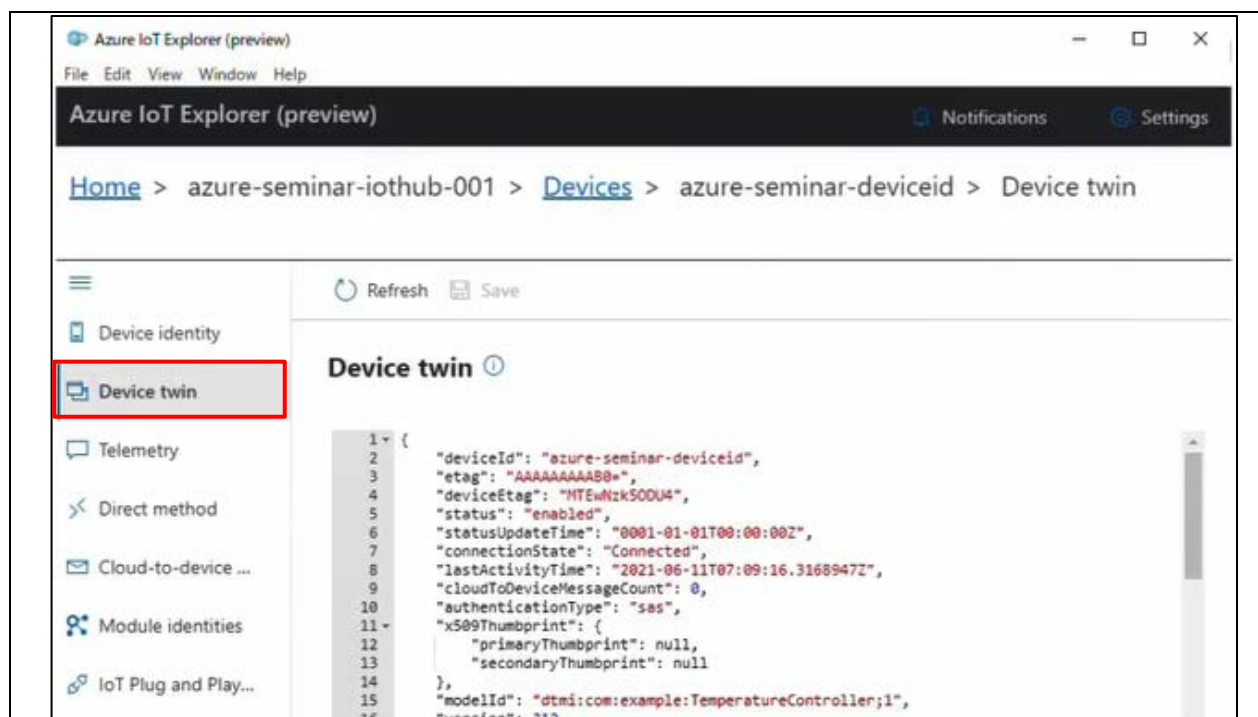 Azure IoT Explorer (preview)
File Edit View Window Help
Azure IoT Explorer (preview) Notifications Settings
Home > azure-seminar-iothub-001 > Devices > azure-seminar-deviceid > Device twin
Refresh Save
Device identity
Device twin
Telemetry
Direct method
Cloud-to-device ...
Module identities
IoT Plug and Play...
Device twin
1 {
2 "deviceId": "azure-seminar-deviceid",
3 "etag": "AAAAAAAAAB0=",
4 "deviceEtag": "MTEwNzk5ODU4",
5 "status": "enabled",
6 "statusUpdateTime": "0001-01-01T00:00:00Z",
7 "connectionState": "Connected",
8 "lastActivityTime": "2021-06-11T07:09:16.3168947Z",
9 "cloudToDeviceMessageCount": 0,
10 "authenticationType": "sas",
11 "x509Thumbprint": {
12 "primaryThumbprint": null,
13 "secondaryThumbprint": null
14 },
15 "modelId": "dtmi:com:example:TemperatureController;1",